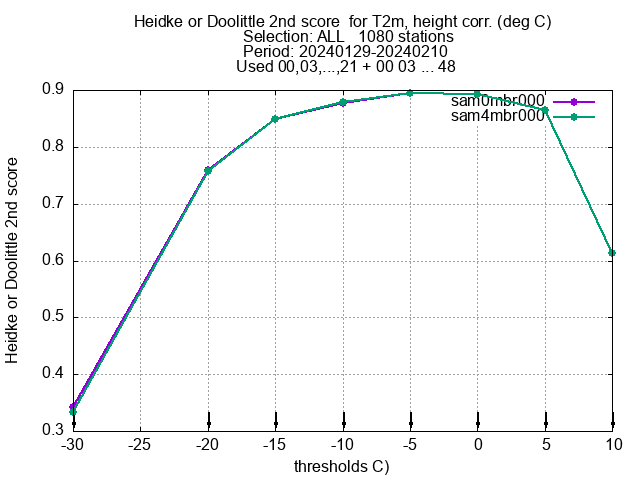 Heidke or Doolittle 2nd score  for T2m, height corr. (deg C)
Selection: ALL   1080 stations
Period: 20240129-20240210
Used 00,03,...,21 + 00 03 ... 48
sam0mbr000
sam4mbr000
Heidke or Doolittle 2nd score
0.9
0.8
0.7
0.6
0.5
0.4
0.3
-30 -25 -20 -15 -10 -5 0 5 10
thresholds C)